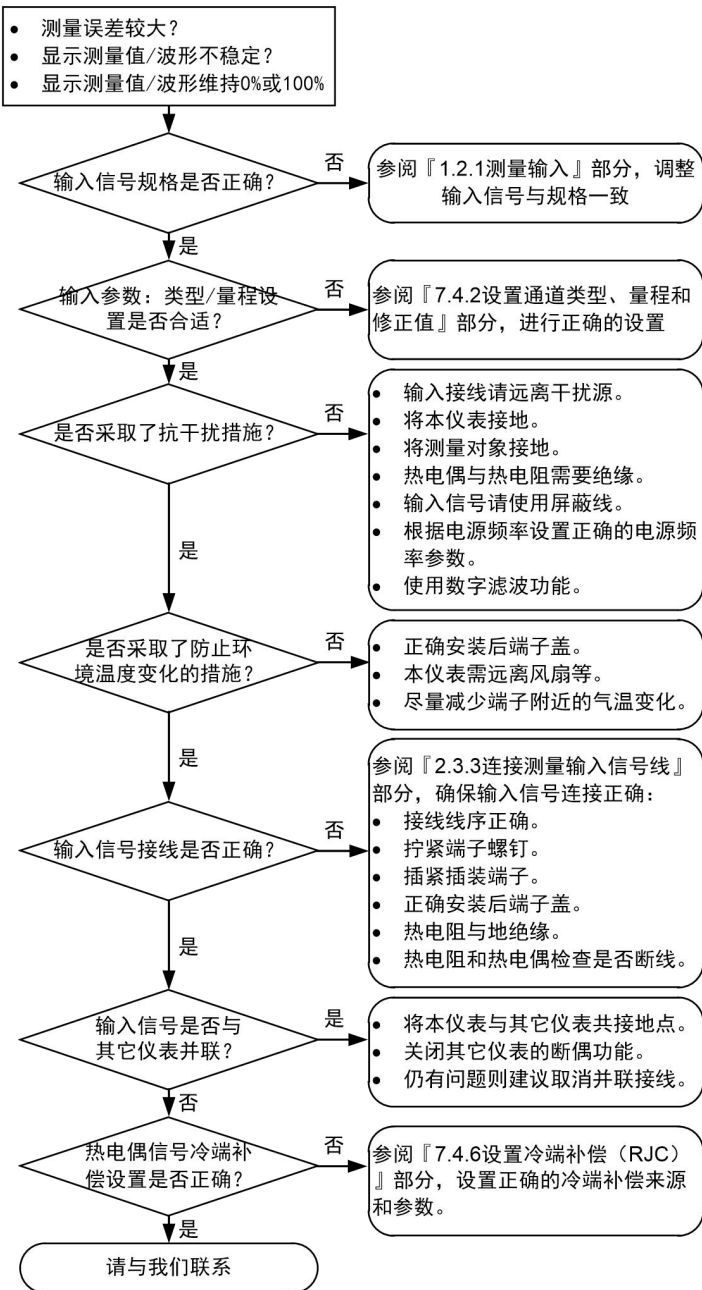 • 测量误差较大？
• 显示测量值/波形不稳定？
• 显示测量值/波形维持0%或100%
输入信号规格是否正确？
否
参阅『1.2.1测量输入』部分，调整
输入信号与规格一致
是
输入参数：类型/量程设
置是否合适？
否
参阅『7.4.2设置通道类型、量程和
修正值』部分，进行正确的设置
是
是否采取了抗干扰措施？
否
• 输入接线请远离干扰源。
• 将本仪表接地。
• 将测量对象接地。
• 热电偶与热电阻需要绝缘。
• 输入信号请使用屏蔽线。
• 根据电源频率设置正确的电源频
率参数。
• 使用数字滤波功能。
是
是否采取了防止环
境温度变化的措施？
否
• 正确安装后端子盖。
• 本仪表需远离风扇等。
• 尽量减少端子附近的气温变化。
是
输入信号接线是否正确？
否
参阅『2.3.3连接测量输入信号线』
部分，确保输入信号连接正确：
• 接线线序正确。
• 拧紧端子螺钉。
• 插紧插装端子。
• 正确安装后端子盖。
• 热电阻与地绝缘。
• 热电阻和热电偶检查是否断线。
是
输入信号是否与
其它仪表并联？
是
• 将本仪表与其它仪表共接地点。
• 关闭其它仪表的断偶功能。
• 仍有问题则建议取消并联接线。
否
热电偶信号冷端补
偿设置是否正确？
否
参阅『7.4.6设置冷端补偿（RJC）
』部分，设置正确的冷端补偿来源
和参数。
是
请与我们联系